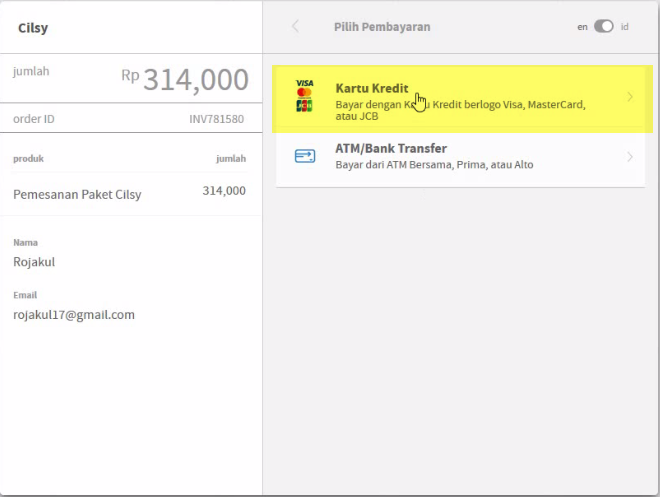 Cilsy
jumlah
Rp 314,000
order ID INV781580
produk jumlah
Pemesanan Paket Cilsy 314,000
Nama
Rojakul
Email
rojakul17@gmail.com
Pilih Pembayaran
en id
VISA
MasterCard
JCB
Kartu Kredit
Bayar dengan Kartu Kredit berlogo Visa, MasterCard,
atau JCB
ATM/Bank Transfer
Bayar dari ATM Bersama, Prima, atau Alto